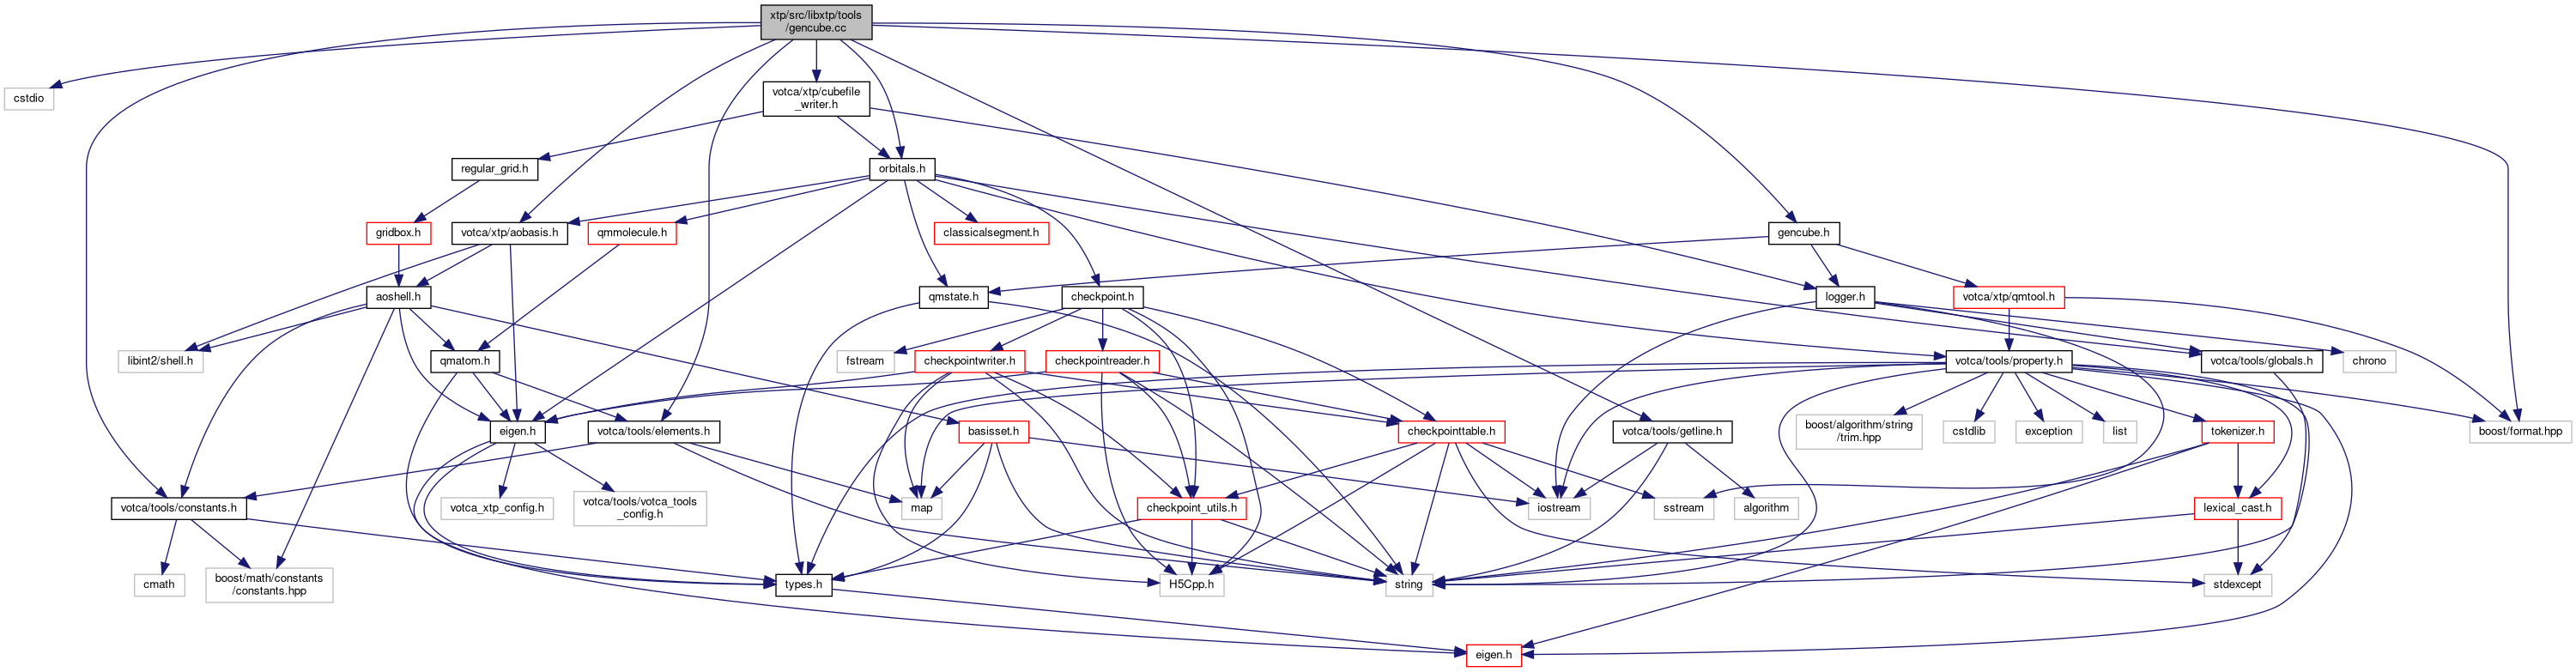 xtp/src/libxtp/tools
/gencube.cc
cstdio
votca/xtp/cubefile
_writer.h
regular_grid.h
orbitals.h
gridbox.h
votca/xtp/aobasis.h
qmmolecule.h
classicalsegment.h
gencube.h
aoshell.h
qmstate.h
checkpoint.h
logger.h
votca/xtp/qmtool.h
libint2/shell.h
qmatom.h
fstream
checkpointwriter.h
checkpointreader.h
votca/tools/property.h
votca/tools/globals.h
chrono
eigen.h
votca/tools/elements.h
basisset.h
checkpointtable.h
votca/tools/getline.h
boost/algorithm/string
/trim.hpp
cstdlib
exception
list
tokenizer.h
boost/format.hpp
votca/tools/constants.h
votca_xtp_config.h
votca/tools/votca_tools
_config.h
map
checkpoint_utils.h
iostream
sstream
algorithm
lexical_cast.h
cmath
boost/math/constants
/constants.hpp
types.h
H5Cpp.h
string
stdexcept
eigen.h